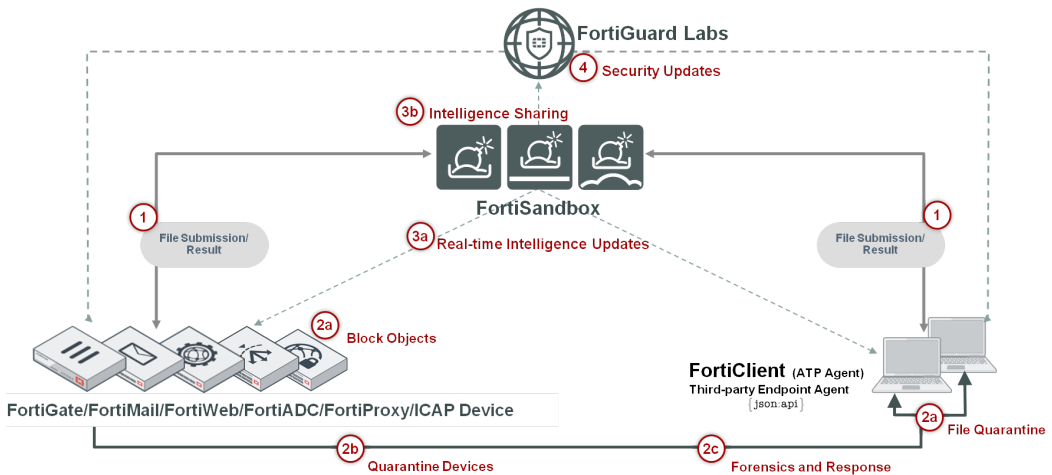 FortiGuard Labs
4 Security Updates
3b Intelligence Sharing
FortiSandbox
1
File Submission/
Result
1
File Submission/
Result
3a Real-time Intelligence Updates
2a Block Objects
FortiGate/FortiMail/FortiWeb/FortiADC/FortiProxy/ICAP Device
FortiClient (ATP Agent)
Third-party Endpoint Agent
{json:api}
2a
File Quarantine
2b
Quarantine Devices
2c
Forensics and Response